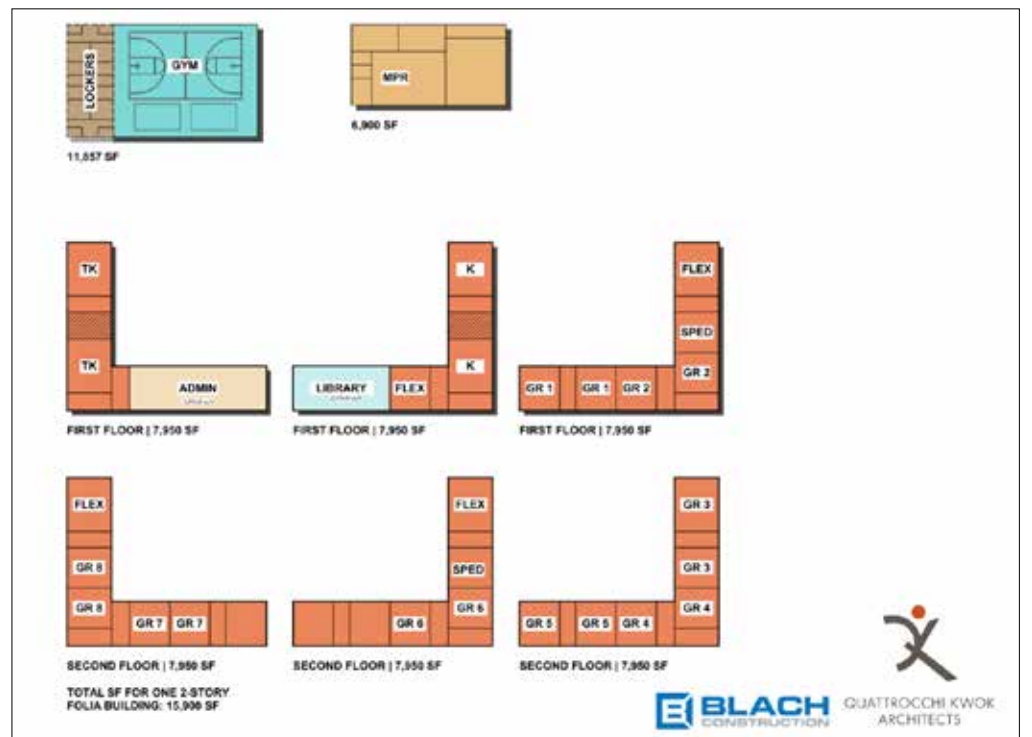 LOCKERS
GYM
11,857 SF
MPR
6,900 SF
TK
TK
ADMIN
FIRST FLOOR | 7,950 SF
K
K
LIBRARY
FLEX
FIRST FLOOR | 7,950 SF
FLEX
SPED
GR 2
GR 1
GR 1
GR 2
FIRST FLOOR | 7,950 SF
FLEX
GR 8
GR 8
GR 7
GR 7
SECOND FLOOR | 7,950 SF
FLEX
SPED
GR 6
GR 6
SECOND FLOOR | 7,950 SF
GR 3
GR 3
GR 4
GR 5
GR 5
GR 4
SECOND FLOOR | 7,950 SF
TOTAL SF FOR ONE 2-STORY
FOLIA BUILDING: 15,900 SF
BLACH
CONSTRUCTION
QUATTROCCHI KWOK
ARCHITECTS